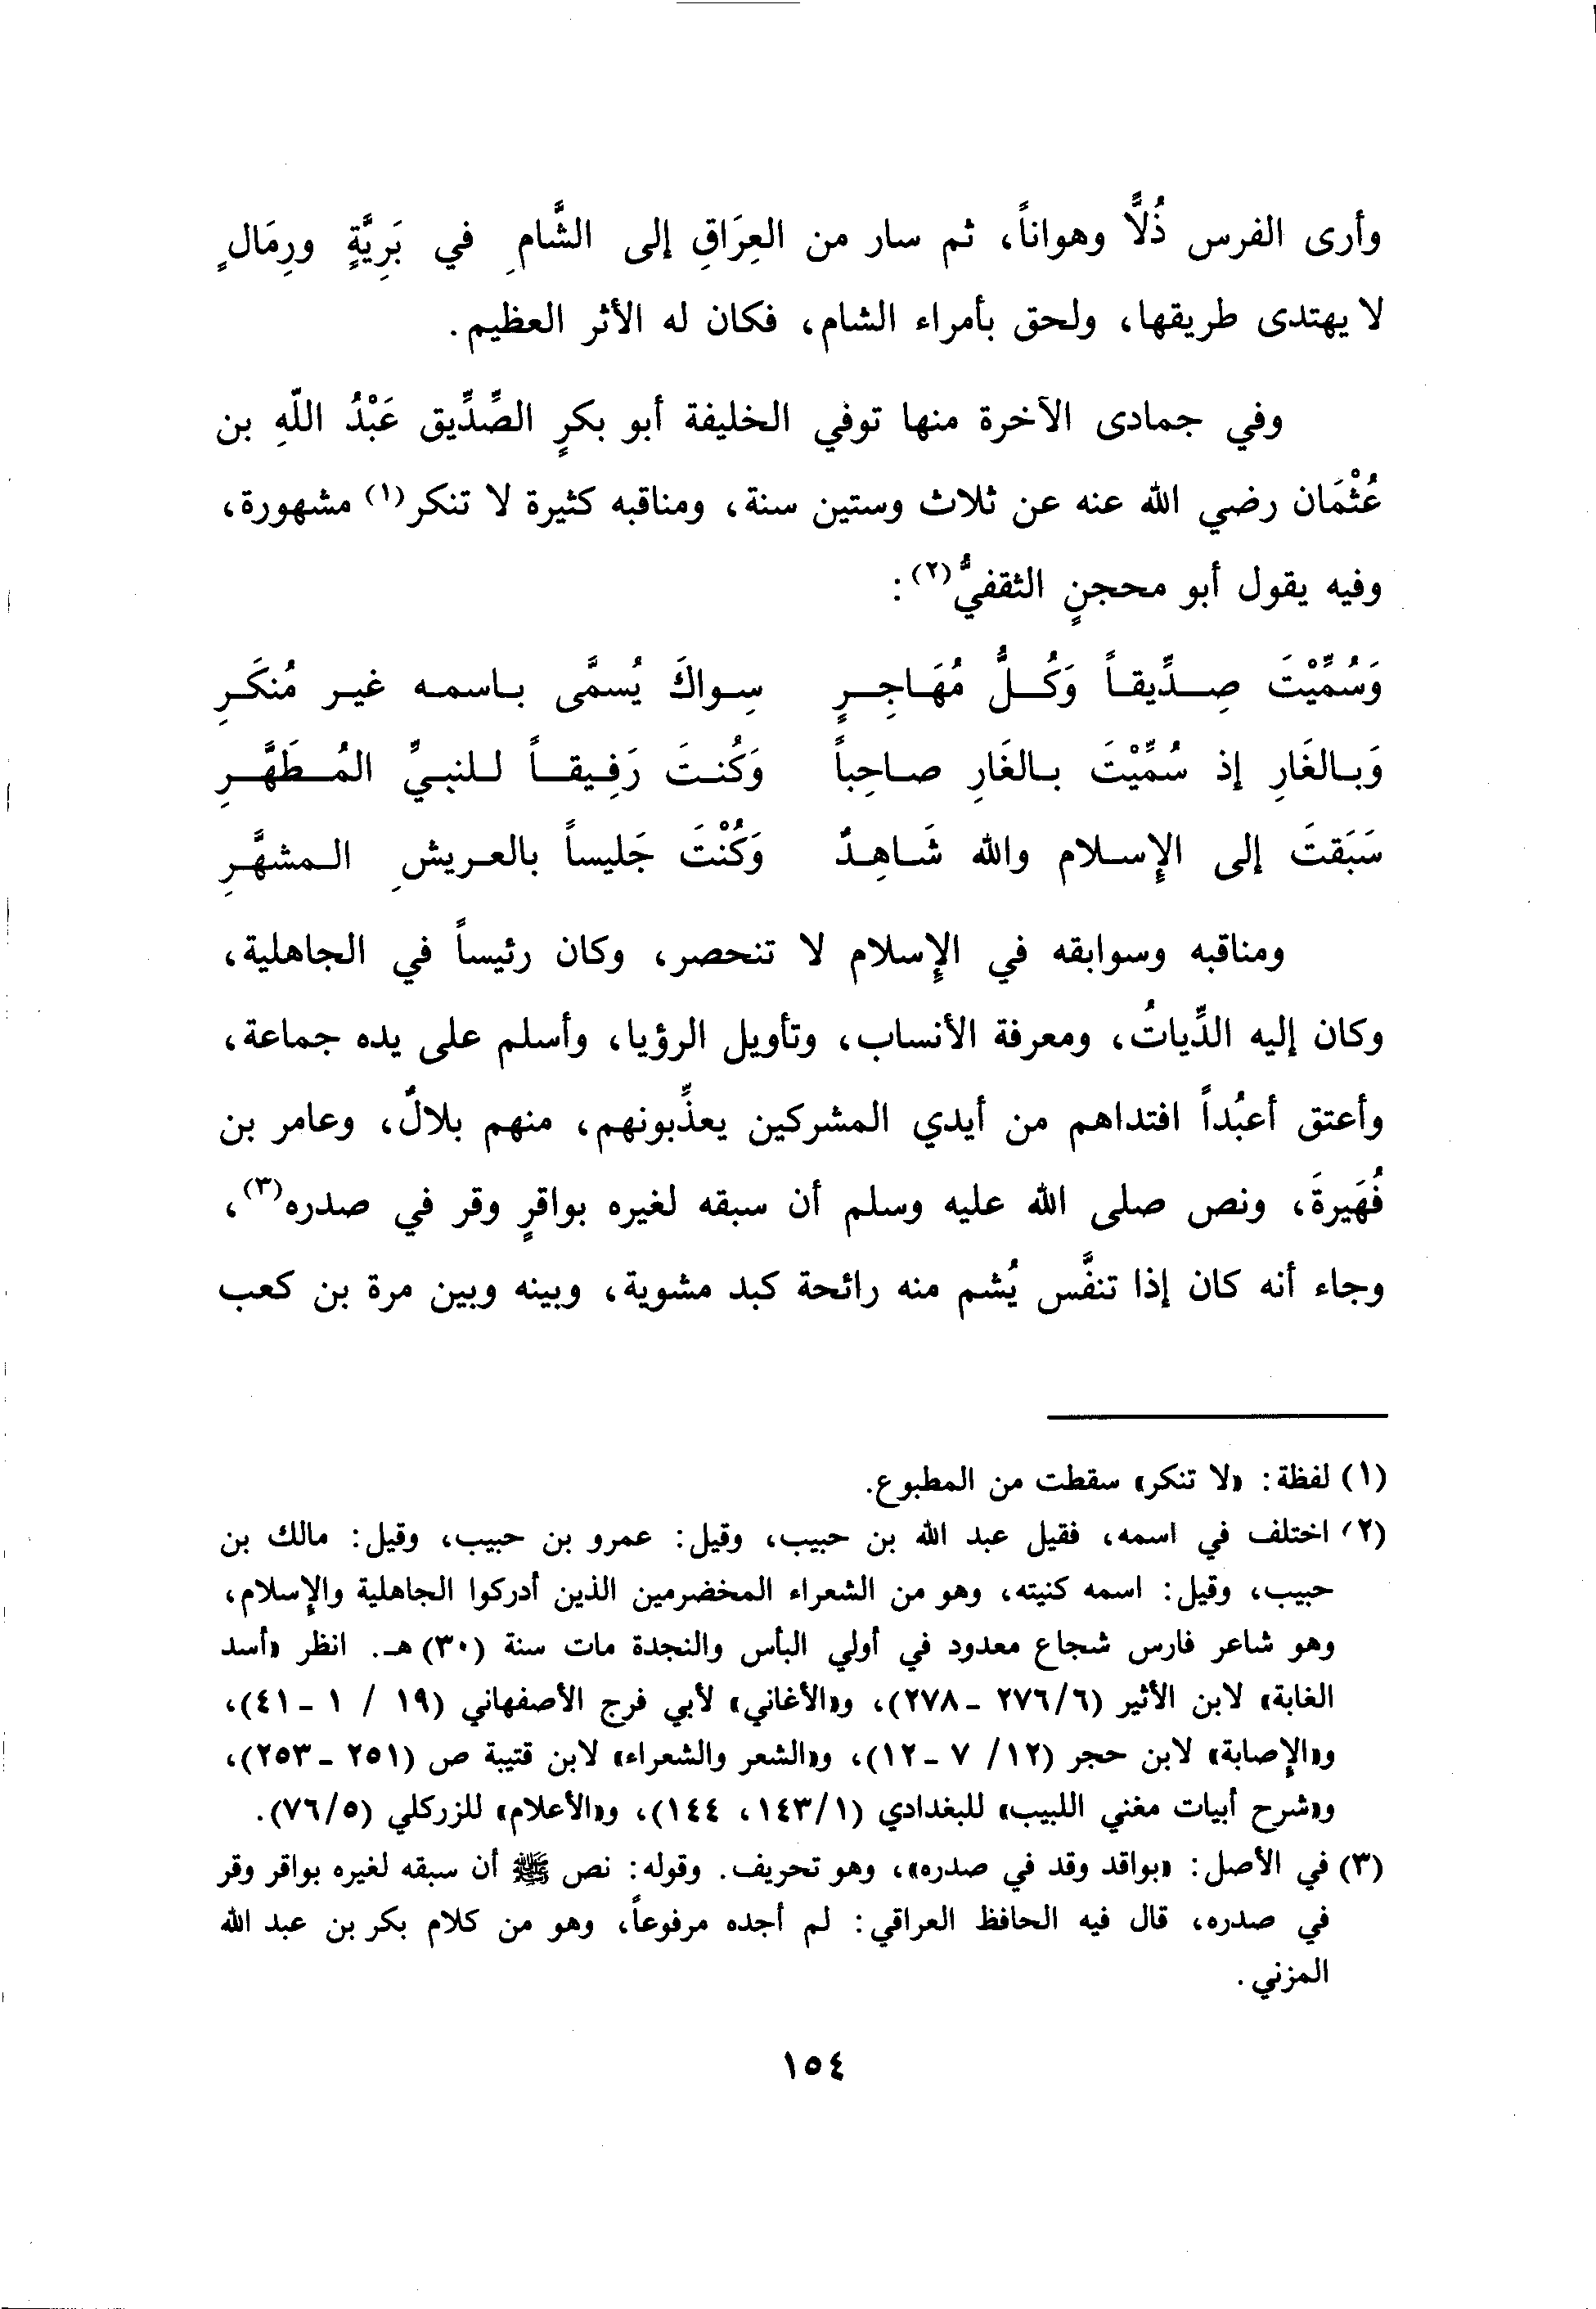 وأرى الفرس ذُلًّا وهواناً، ثم سار من العِرَاقِ إلى الشَّامِ في بَرِيَّةٍ ورِمَالٍ
لا يهتدى طريقها، ولحق بأمراء الشام، فكان له الأثر العظيم.
وفي جمادى الآخرة منها توفي الخليفة أبو بكرٍ الصِّدِّيق عَبْدُ اللّهِ بن
عُثْمَان رضي الله عنه عن ثلاث وستين سنة، ومناقبه كثيرة لا تنكر(١) مشهورة،
وفيه يقول أبو محجنٍ الثقفيُّ(٢):
وَسُمِّيْتَ صِدِّيقاً وَكُلُّ مُهَاجِرٍ سِواكَ يُسمَّى باسمه غير مُنكَرِ
وَبالغَارِ إذ سُمِّيْتَ بالغَارِ صاحِباً وَكُنتَ رَفِيقاً للنبيِّ المُطَهَّرِ
سَبَقتَ إلى الإِسلام والله شَاهِدٌ وَكُنْتَ جَليساً بالعريشِ المشهَّرِ
ومناقبه وسوابقه في الإِسلام لا تنحصر، وكان رئيساً في الجاهلية،
وكان إليه الدِّياتُ، ومعرفة الأنساب، وتأويل الرؤيا، وأسلم على يده جماعة،
وأعتق أعبُداً افتداهم من أيدي المشركين يعذِّبونهم، منهم بلالٌ، وعامر بن
فُهَيرةَ، ونص صلى الله عليه وسلم أن سبقه لغيره بواقرٍ وقر في صدره(٣)،
وجاء أنه كان إذا تنفَّس يُشم منه رائحة كبد مشوية، وبينه وبين مرة بن كعب
(١) لفظة: «لا تنكر» سقطت من المطبوع.
(٢) اختلف في اسمه، فقيل عبد الله بن حبيب، وقيل: عمرو بن حبيب، وقيل: مالك بن
حبيب، وقيل: اسمه كنيته، وهو من الشعراء المخضرمين الذين أدركوا الجاهلية والإِسلام،
وهو شاعر فارس شجاع معدود في أولي البأس والنجدة مات سنة (٣٠) هـ. انظر «أسد
الغابة» لابن الأثير (٦/ ٢٧٦ - ٢٧٨)، و«الأغاني» لأبي فرج الأصفهاني (١٩ / ١ - ٤١)،
و«الإِصابة» لابن حجر (١٢/ ٧ - ١٢)، و«الشعر والشعراء» لابن قتيبة ص (٢٥١ - ٢٥٣)،
و«شرح أبيات مغني اللبيب» للبغدادي (١/ ١٤٣، ١٤٤)، و«الأعلام» للزركلي (٥/ ٧٦).
(٣) في الأصل: «بواقد وقد في صدره»، وهو تحريف. وقوله: نص ﷺ أن سبقه لغيره بواقر وقر
في صدره، قال فيه الحافظ العراقي: لم أجده مرفوعاً، وهو من كلام بكر بن عبد الله
المزني.
١٥٤